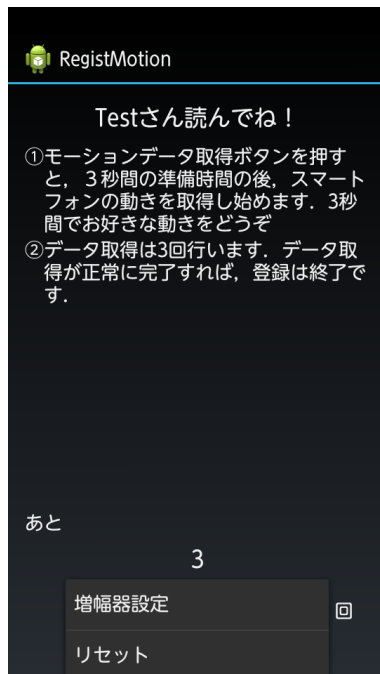 RegistMotion
Testさん読んでね！
①モーションデータ取得ボタンを押す
と，３秒間の準備時間の後，スマート
フォンの動きを取得し始めます．3秒
間でお好きな動きをどうぞ
②データ取得は3回行います．データ取
得が正常に完了すれば，登録は終了で
す．
あと
3
増幅器設定
回
リセット